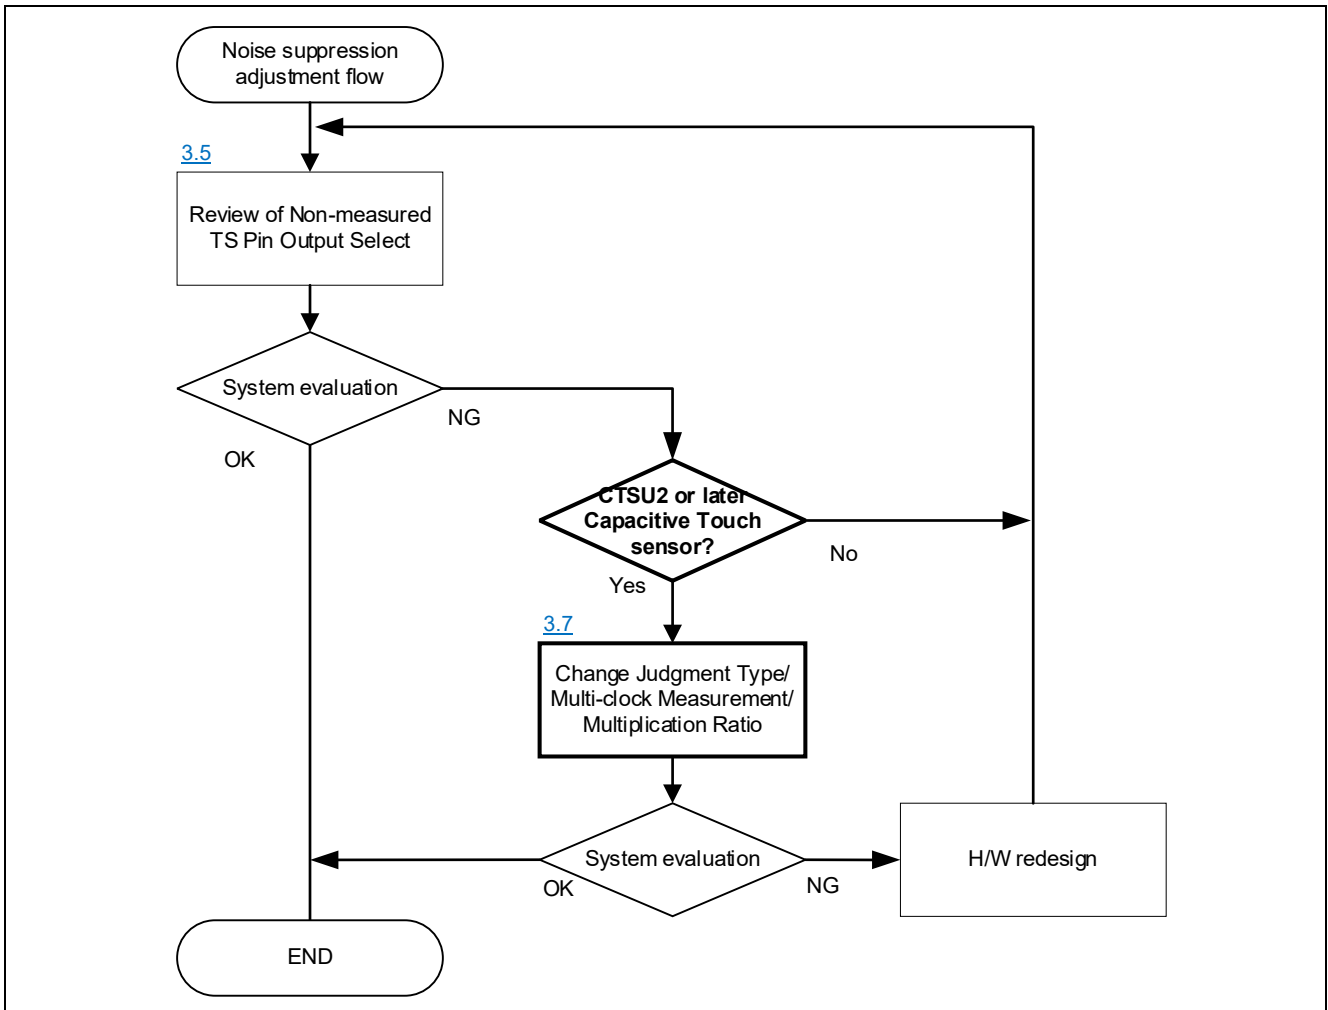 Noise suppression
adjustment flow
3.5
Review of Non-measured
TS Pin Output Select
System evaluation
NG
OK
CTSU2 or later
Capacitive Touch
sensor?
No
Yes
3.7
Change Judgment Type/
Multi-clock Measurement/
Multiplication Ratio
System evaluation
OK
NG
H/W redesign
END